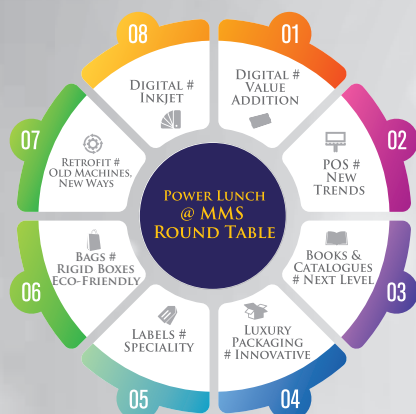 POWER LUNCH
@ MMS
ROUND TABLE
01
DIGITAL #
VALUE
ADDITION
02
POS #
NEW
TRENDS
03
BOOKS &
CATALOGUES
# NEXT LEVEL
04
LUXURY
PACKAGING
# INNOVATIVE
05
LABELS #
SPECIALITY
06
BAGS #
RIGID BOXES
ECO-FRIENDLY
07
RETROFIT #
OLD MACHINES,
NEW WAYS
08
DIGITAL #
INKJET